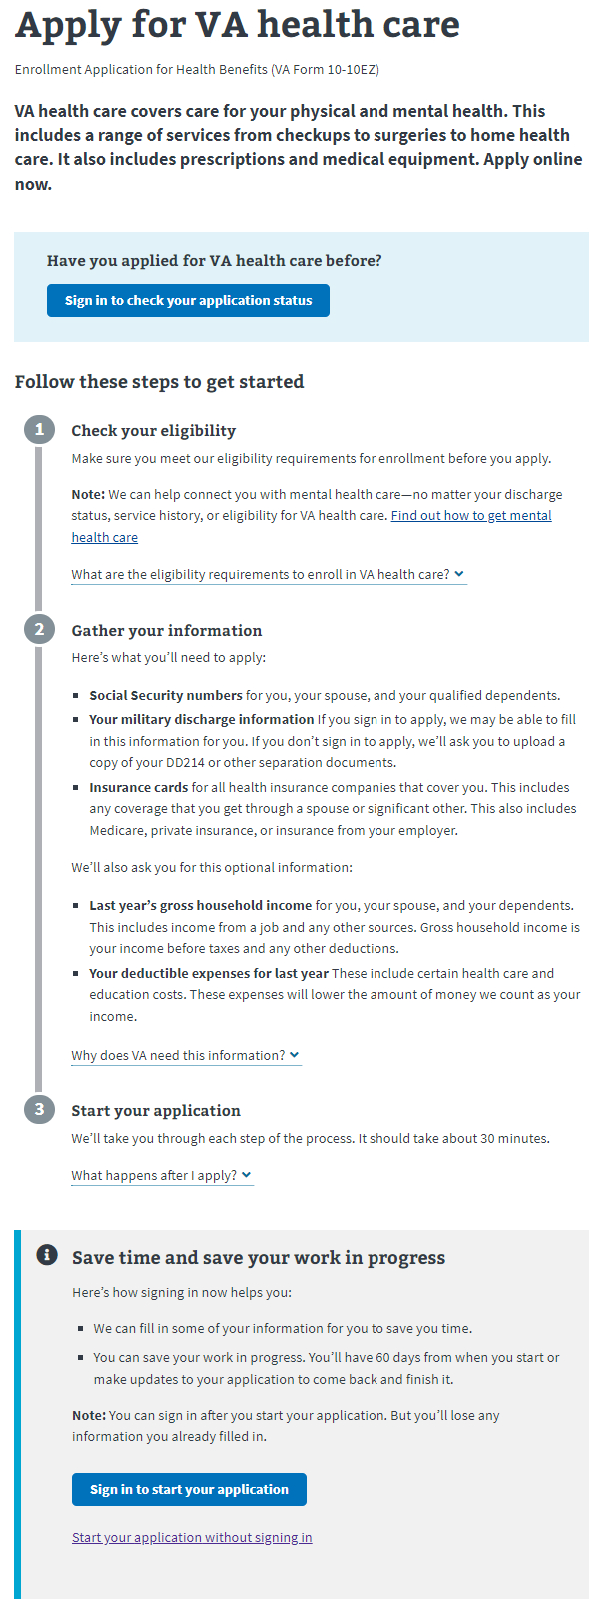 Apply for VA health care
Enrollment Application for Health Benefits (VA Form 10-10EZ)
VA health care covers care for your physical and mental health. This
includes a range of services from checkups to surgeries to home health
care. It also includes prescriptions and medical equipment. Apply online
now.
Have you applied for VA health care before?
Sign in to check your application status
Follow these steps to get started
1
Check your eligibility
Make sure you meet our eligibility requirements for enrollment before you apply.
Note: We can help connect you with mental health care—no matter your discharge
status, service history, or eligibility for VA health care. Find out how to get mental
health care
What are the eligibility requirements to enroll in VA health care?
2
Gather your information
Here’s what you’ll need to apply:
Social Security numbers for you, your spouse, and your qualified dependents.
Your military discharge information If you sign in to apply, we may be able to fill
in this information for you. If you don’t sign in to apply, we’ll ask you to upload a
copy of your DD214 or other separation documents.
Insurance cards for all health insurance companies that cover you. This includes
any coverage that you get through a spouse or significant other. This also includes
Medicare, private insurance, or insurance from your employer.
We’ll also ask you for this optional information:
Last year’s gross household income for you, your spouse, and your dependents.
This includes income from a job and any other sources. Gross household income is
your income before taxes and any other deductions.
Your deductible expenses for last year These include certain health care and
education costs. These expenses will lower the amount of money we count as your
income.
Why does VA need this information?
3
Start your application
We’ll take you through each step of the process. It should take about 30 minutes.
What happens after I apply?
Save time and save your work in progress
Here’s how signing in now helps you:
We can fill in some of your information for you to save you time.
You can save your work in progress. You’ll have 60 days from when you start or
make updates to your application to come back and finish it.
Note: You can sign in after you start your application. But you’ll lose any
information you already filled in.
Sign in to start your application
Start your application without signing in